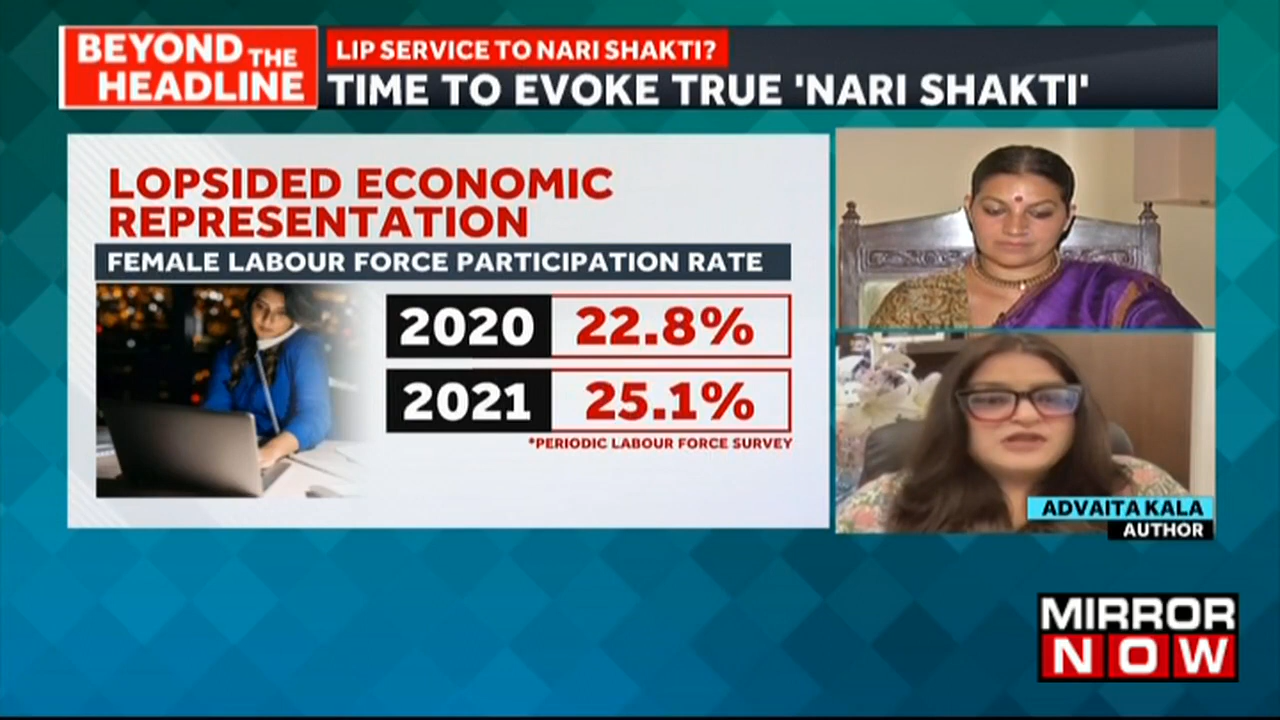 BEYOND THE
HEADLINE
LIP SERVICE TO NARI SHAKTI?
TIME TO EVOKE TRUE 'NARI SHAKTI'
LOPSIDED ECONOMIC
REPRESENTATION
FEMALE LABOUR FORCE PARTICIPATION RATE
2020 22.8%
2021 25.1%
*PERIODIC LABOUR FORCE SURVEY
ADVAITA KALA
AUTHOR
MIRROR
NOW